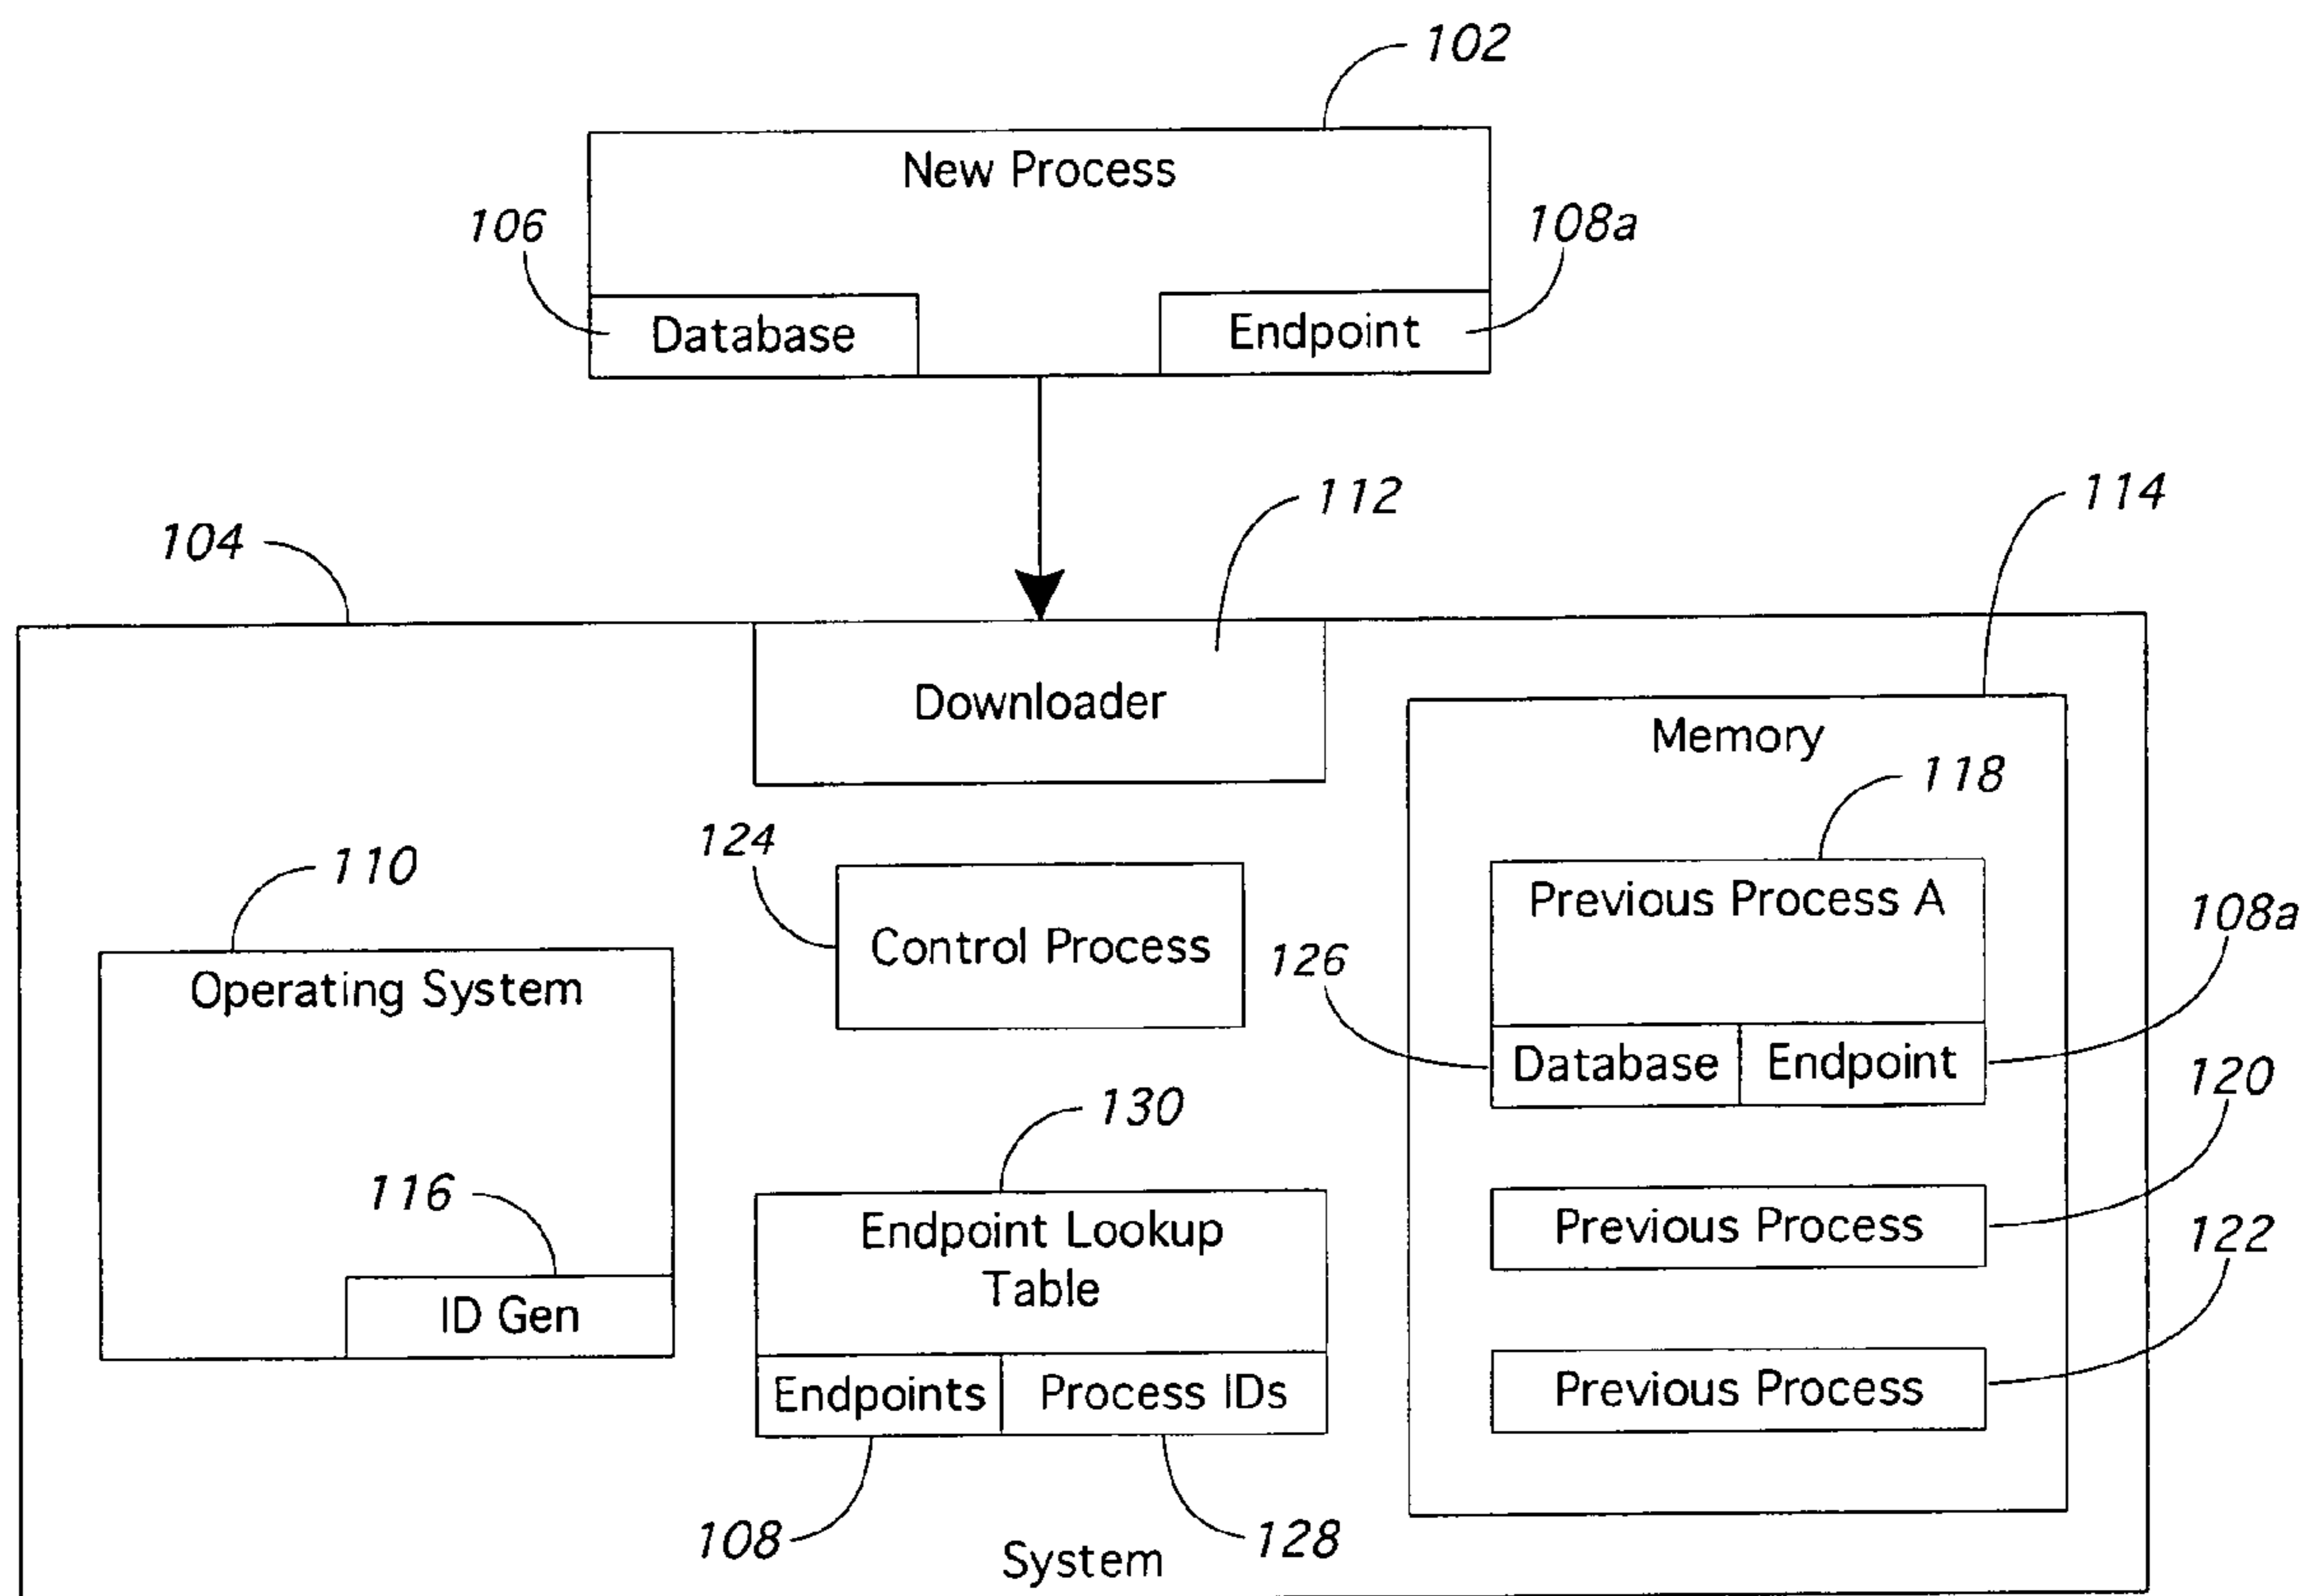 102
New Process
106
108a
Database
Endpoint
112
114
104
Downloader
Memory
118
124
110
Previous Process A
108a
Control Process
126
Operating System
Database
Endpoint
120
130
116
Endpoint Lookup
Table
Previous Process
122
ID Gen
Endpoints
Process IDs
Previous Process
108
128
System